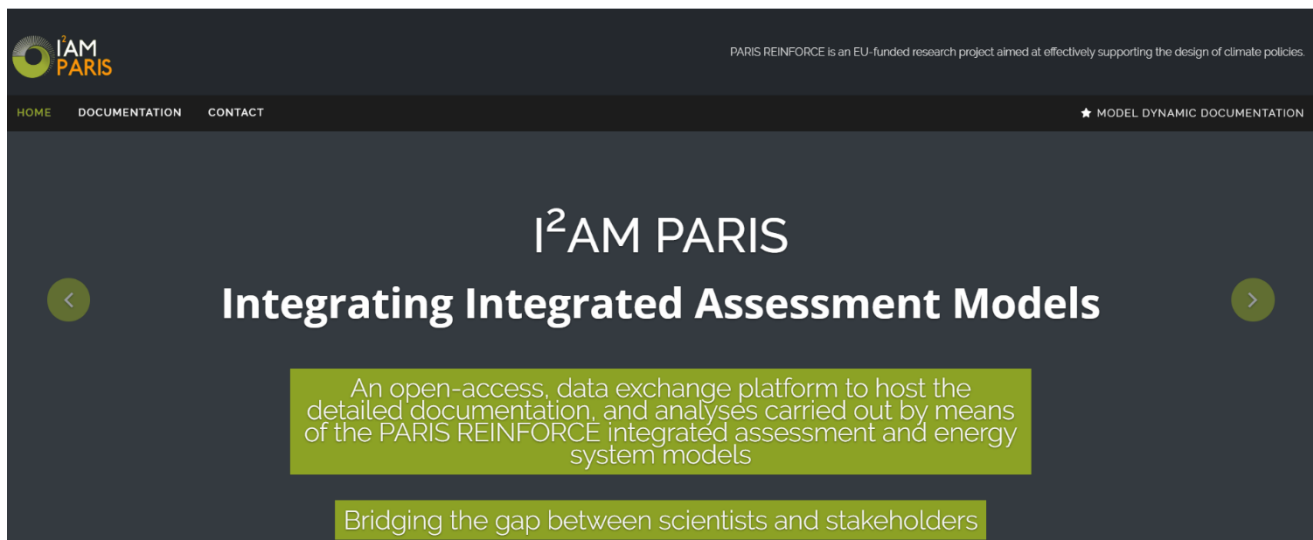 I²AM
PARIS
PARIS REINFORCE is an EU-funded research project aimed at effectively supporting the design of climate policies.
HOME DOCUMENTATION CONTACT
★ MODEL DYNAMIC DOCUMENTATION
I²AM PARIS
Integrating Integrated Assessment Models
An open-access, data exchange platform to host the
detailed documentation, and analyses carried out by means
of the PARIS REINFORCE integrated assessment and energy
system models
Bridging the gap between scientists and stakeholders